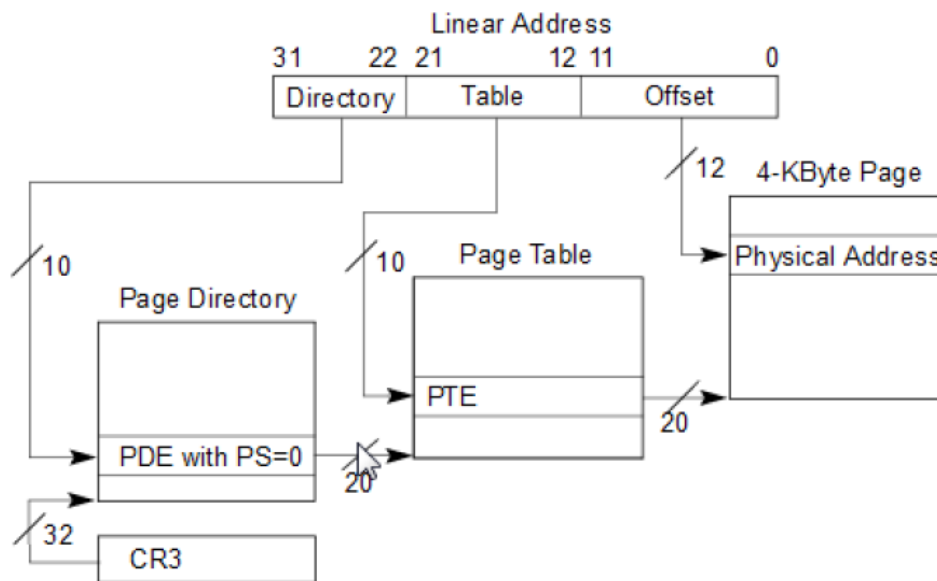 Linear Address
31 22 21 12 11 0
Directory Table Offset
12
4-KByte Page
10
10
Page Table
Physical Address
Page Directory
PTE
20
PDE with PS=0
20
32
CR3